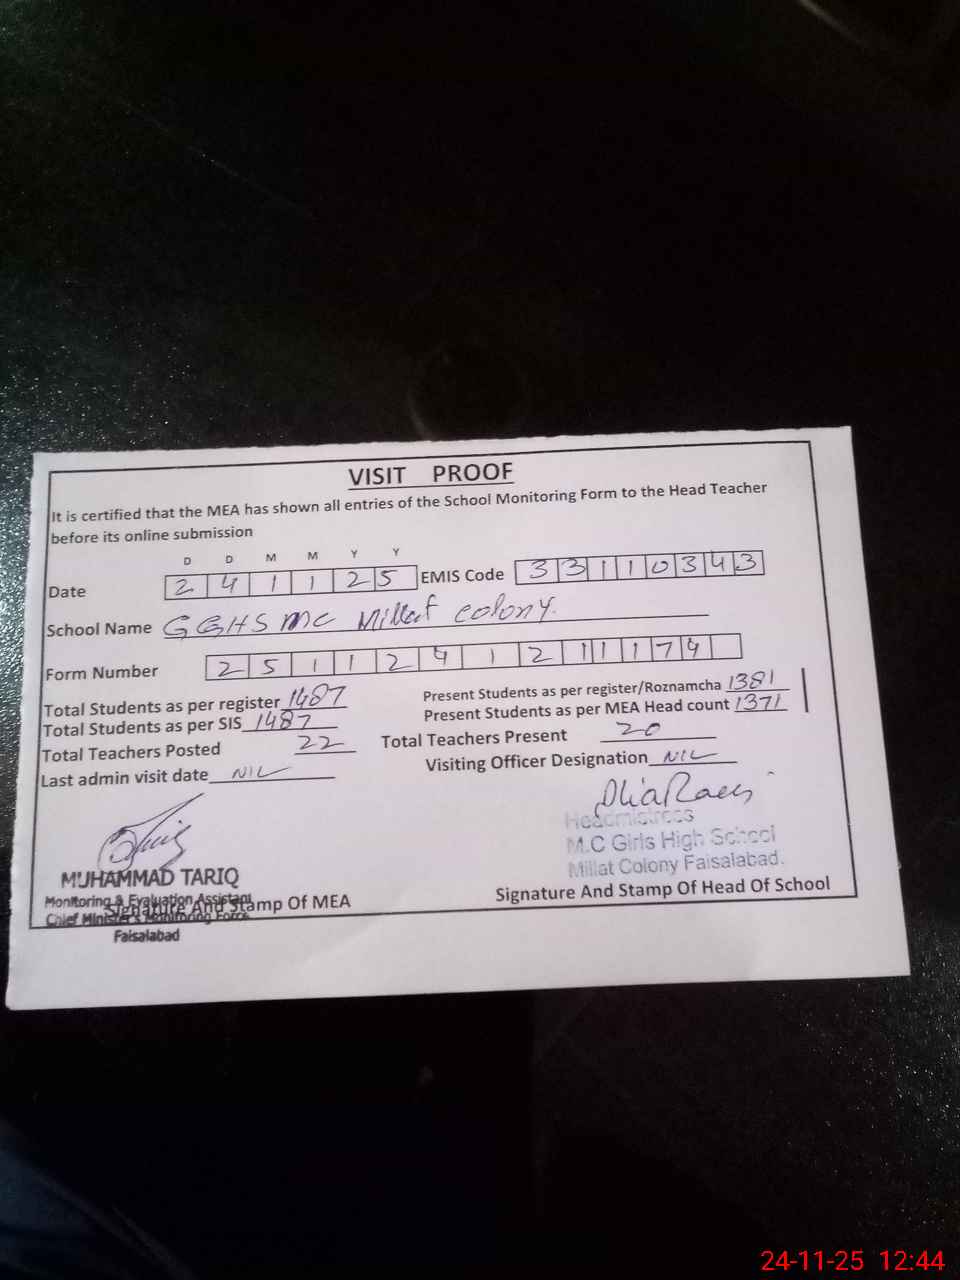 VISIT PROOF
It is certified that the MEA has shown all entries of the School Monitoring Form to the Head Teacher
before its online submission
D D M M Y Y
Date 2 4 1 1 2 5 EMIS Code 3 3 1 1 0 3 4 3
School Name GGHS MC Millat colony.
Form Number 2 5 1 1 2 4 1 2 1 1 1 7 4
Total Students as per register 1487 Present Students as per register/Roznamcha 1381
Total Students as per SIS 1487 Present Students as per MEA Head count 1371
Total Teachers Posted 22 Total Teachers Present 20
Last admin visit date NIL Visiting Officer Designation NIL
Headmistress
M.C Girls High School
Millat Colony Faisalabad.
MUHAMMAD TARIQ
Monitoring & Evaluation Assistant
Signature And Stamp Of MEA Signature And Stamp Of Head Of School
Chief Minister's Monitoring Force
Faisalabad
24-11-25 12:44